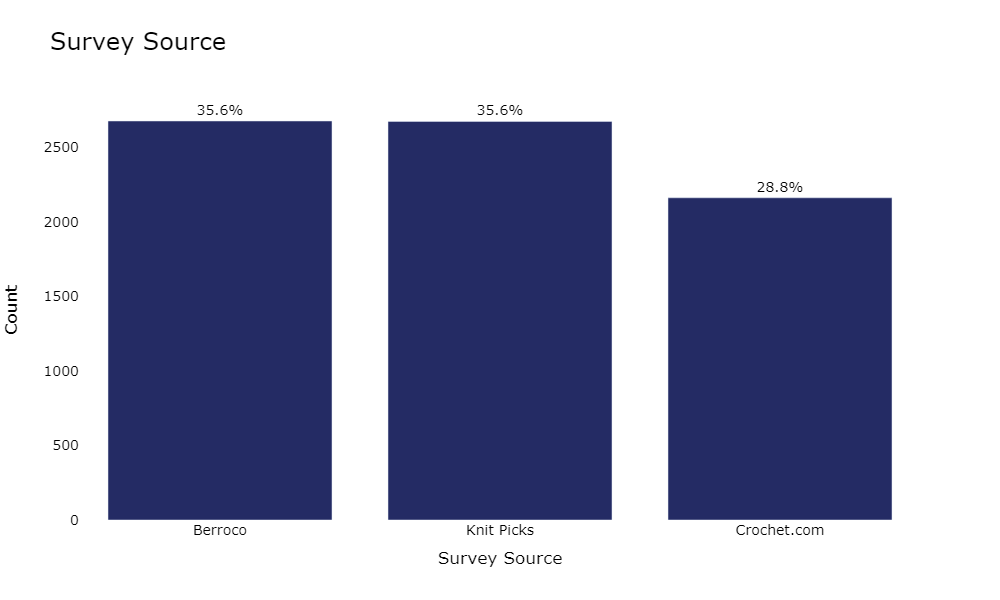 Survey Source
35.6%
35.6%
28.8%
2500
2000
1500
1000
500
0
Count
Berroco
Knit Picks
Crochet.com
Survey Source